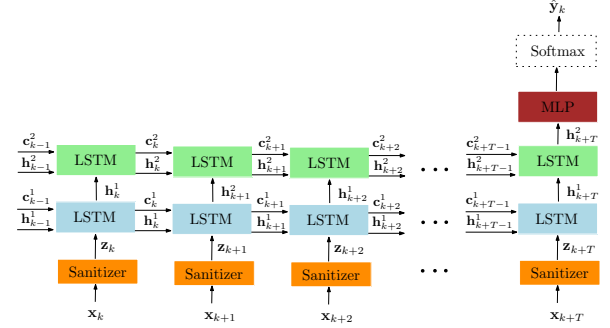 ŷ_k
Softmax
MLP
c²_{k−1} c²_k c²_{k+1} c²_{k+2} c²_{k+T−1} h²_{k+T}
LSTM LSTM LSTM • • • LSTM
h²_{k−1} h²_k h²_{k+1} h²_{k+2} h²_{k+T−1}
h¹_k h²_{k+1} h¹_{k+2} h¹_{k+T}
c¹_{k−1} c¹_k c¹_{k+1} c¹_{k+2} c¹_{k+T−1}
LSTM LSTM LSTM • • • LSTM
h¹_{k−1} h¹_k h¹_{k+1} h¹_{k+2} h¹_{k+T−1}
z_k z_{k+1} z_{k+2} z_{k+T}
Sanitizer Sanitizer Sanitizer • • • Sanitizer
x_k x_{k+1} x_{k+2} x_{k+T}